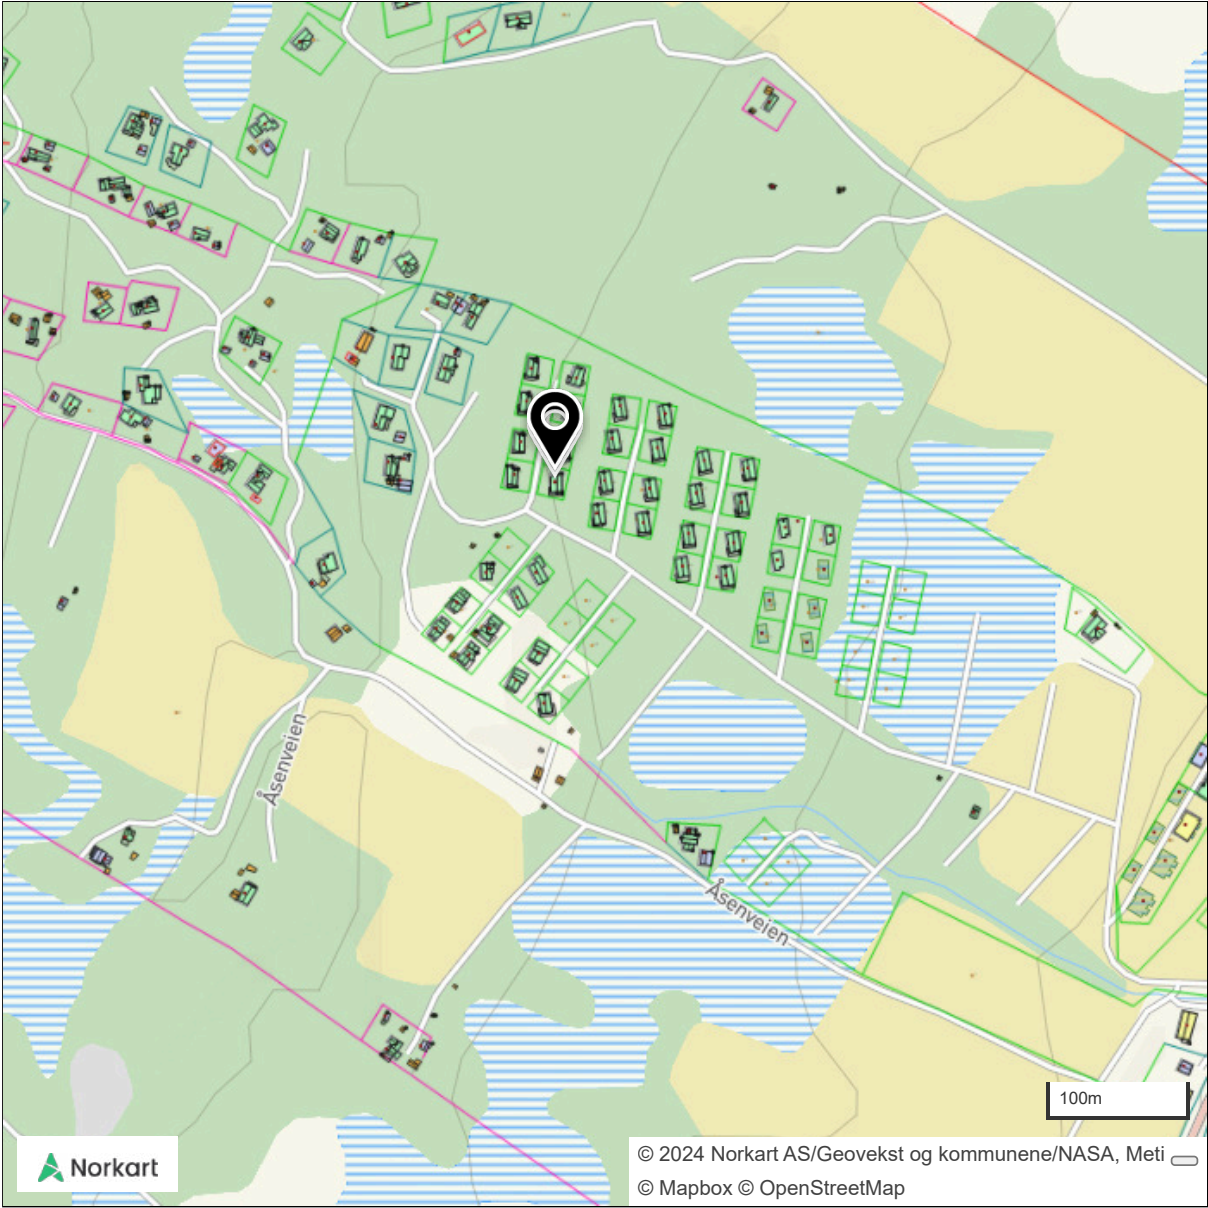 Åsenveien
Åsenveien
100m
Norkart
© 2024 Norkart AS/Geovekst og kommunene/NASA, Meti
© Mapbox © OpenStreetMap